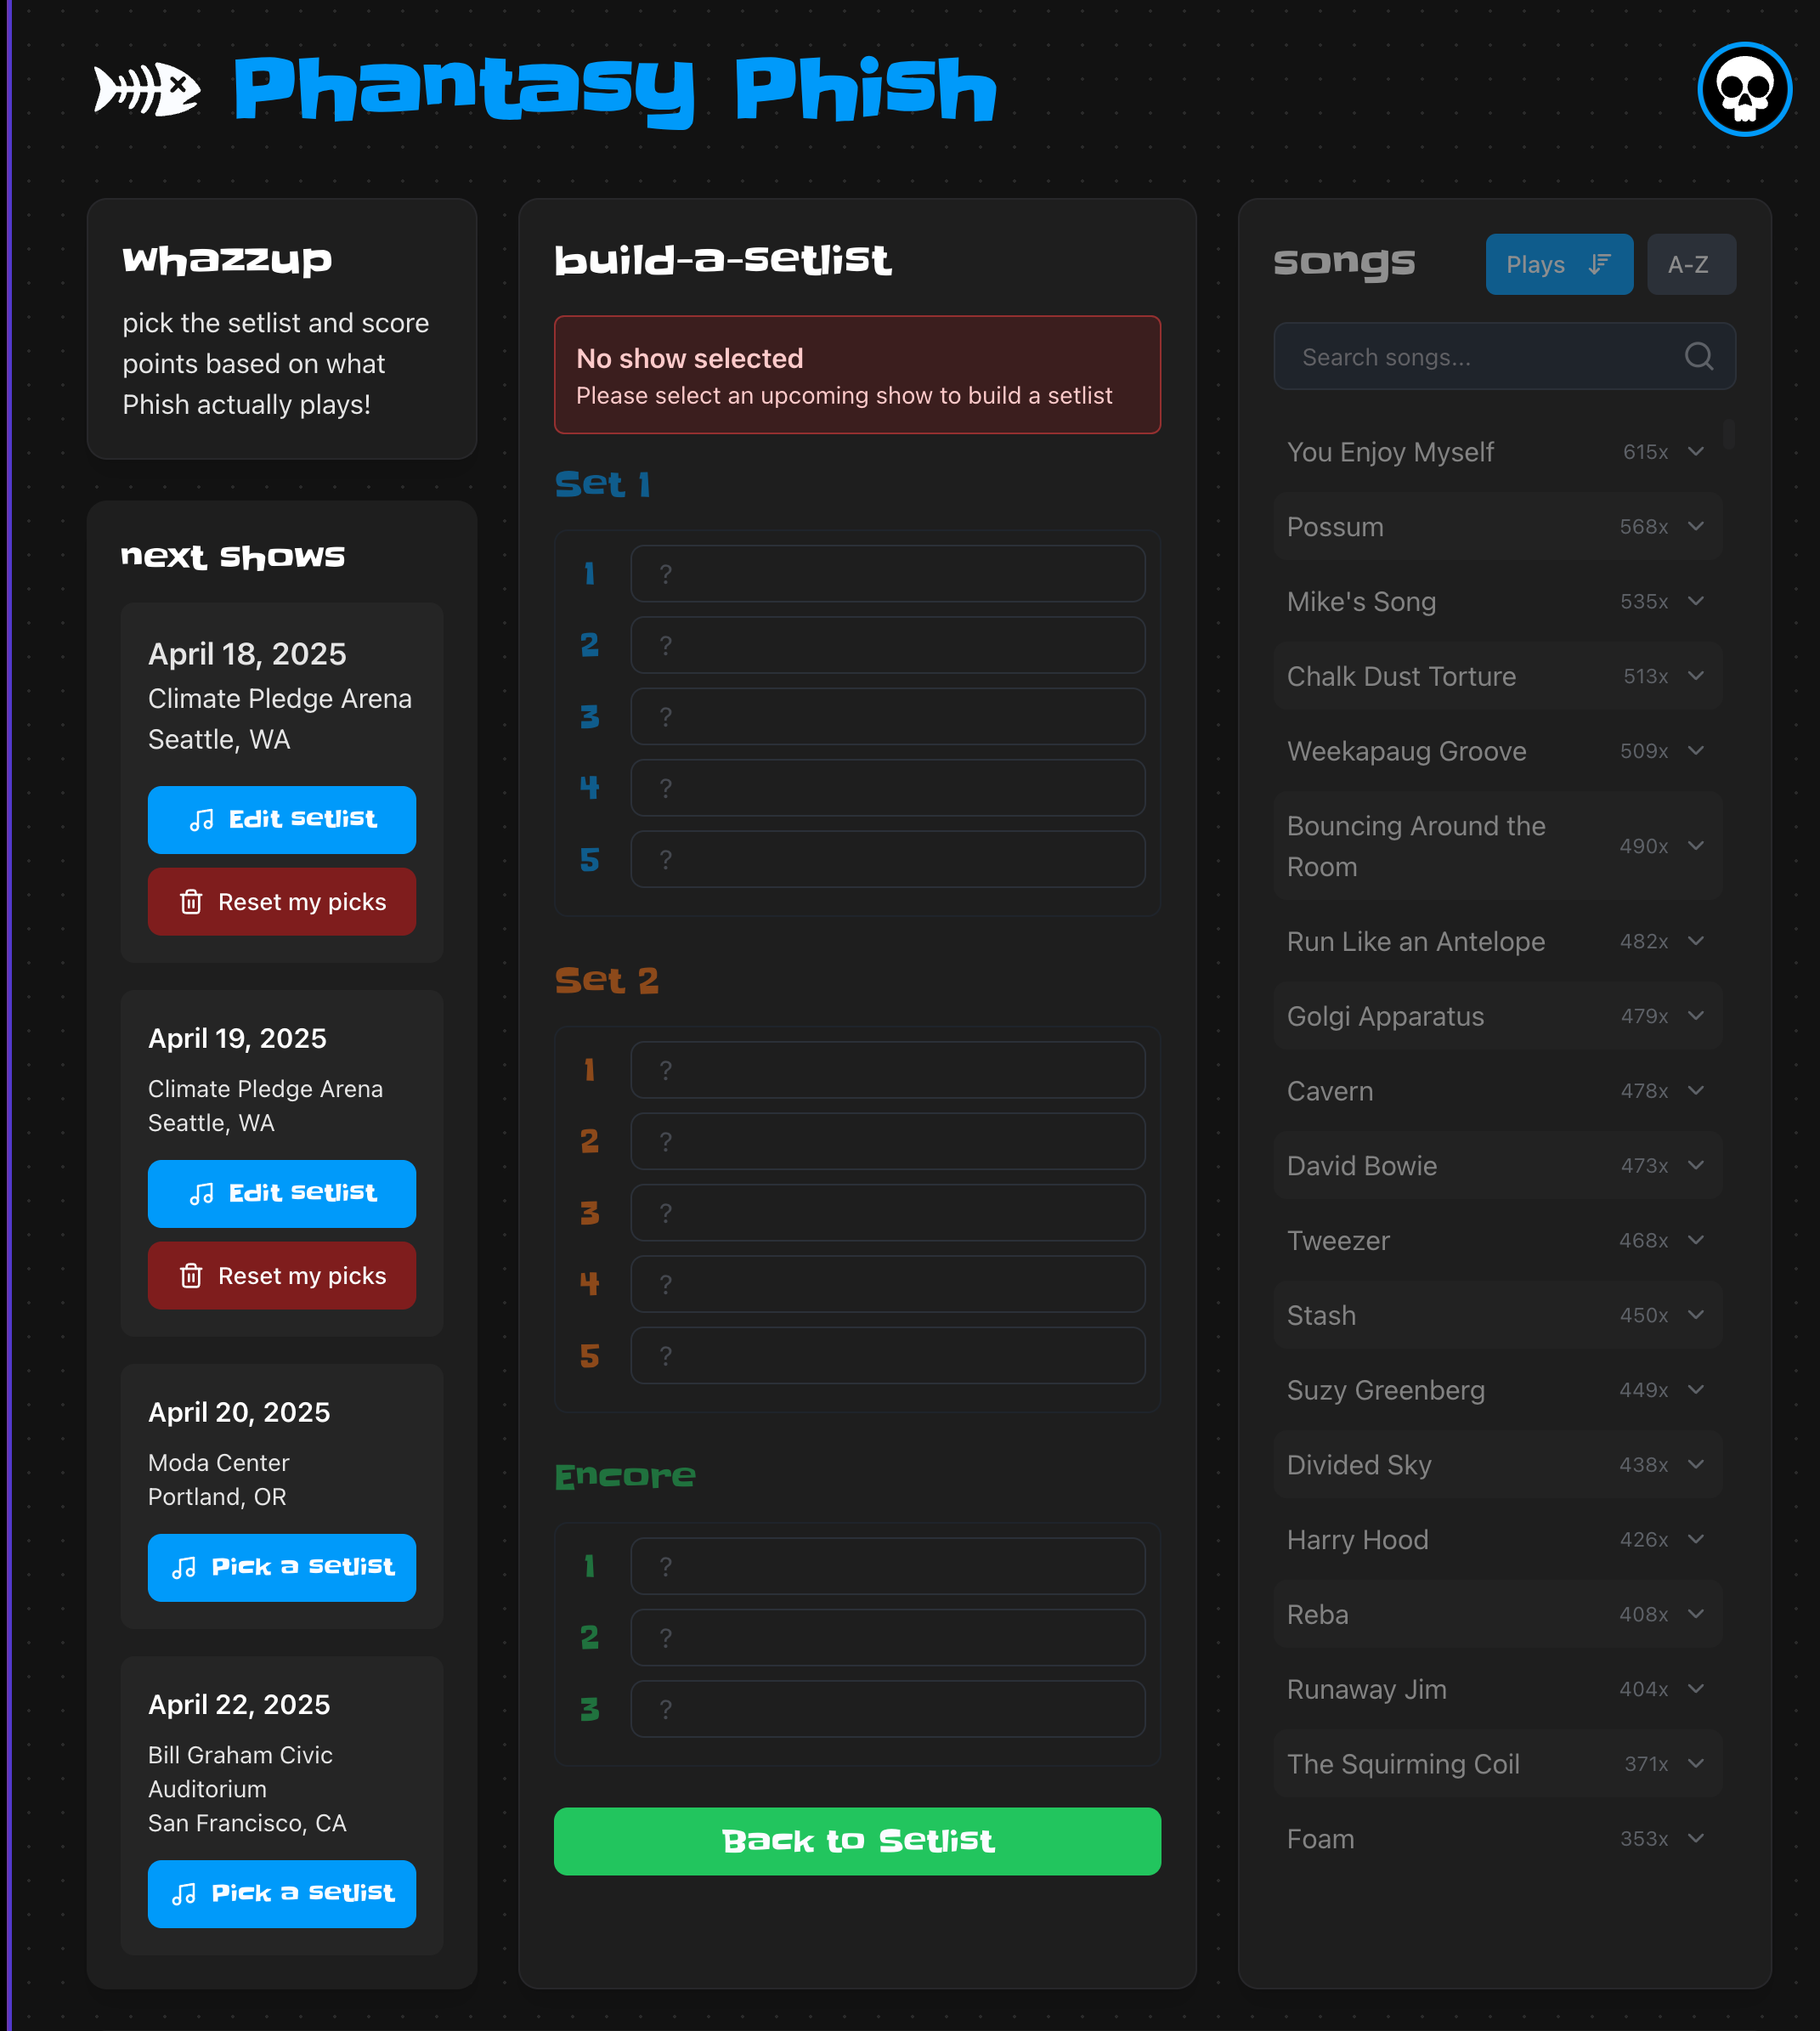 Phantasy Phish
whazzup
pick the setlist and score
points based on what
Phish actually plays!
next shows
April 18, 2025
Climate Pledge Arena
Seattle, WA
Edit setlist
Reset my picks
April 19, 2025
Climate Pledge Arena
Seattle, WA
Edit setlist
Reset my picks
April 20, 2025
Moda Center
Portland, OR
Pick a setlist
April 22, 2025
Bill Graham Civic
Auditorium
San Francisco, CA
Pick a setlist
build-a-setlist
No show selected
Please select an upcoming show to build a setlist
Set 1
1 ?
2 ?
3 ?
4 ?
5 ?
Set 2
1 ?
2 ?
3 ?
4 ?
5 ?
Encore
1 ?
2 ?
3 ?
Back to Setlist
songs Plays A-Z
Search songs...
You Enjoy Myself 615x
Possum 568x
Mike's Song 535x
Chalk Dust Torture 513x
Weekapaug Groove 509x
Bouncing Around the
Room 490x
Run Like an Antelope 482x
Golgi Apparatus 479x
Cavern 478x
David Bowie 473x
Tweezer 468x
Stash 450x
Suzy Greenberg 449x
Divided Sky 438x
Harry Hood 426x
Reba 408x
Runaway Jim 404x
The Squirming Coil 371x
Foam 353x